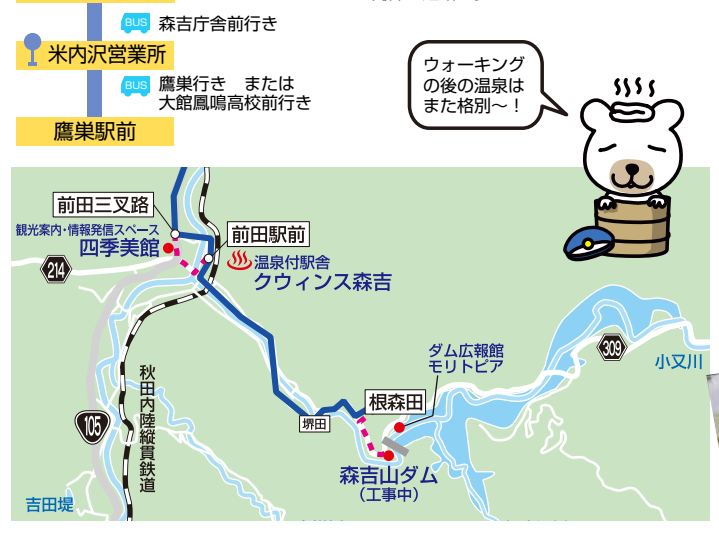 BUS 森吉庁舎前行き
米内沢営業所
BUS 鷹巣行き または
大館鳳鳴高校前行き
鷹巣駅前
ウォーキング
の後の温泉は
また格別〜！
前田三叉路
観光案内・情報発信スペース
四季美館
前田駅前
温泉付駅舎
クウィンス森吉
214
309
小又川
ダム広報館
モリトピア
根森田
堺田
秋田内陸縦貫鉄道
105
森吉山ダム
（工事中）
吉田堤